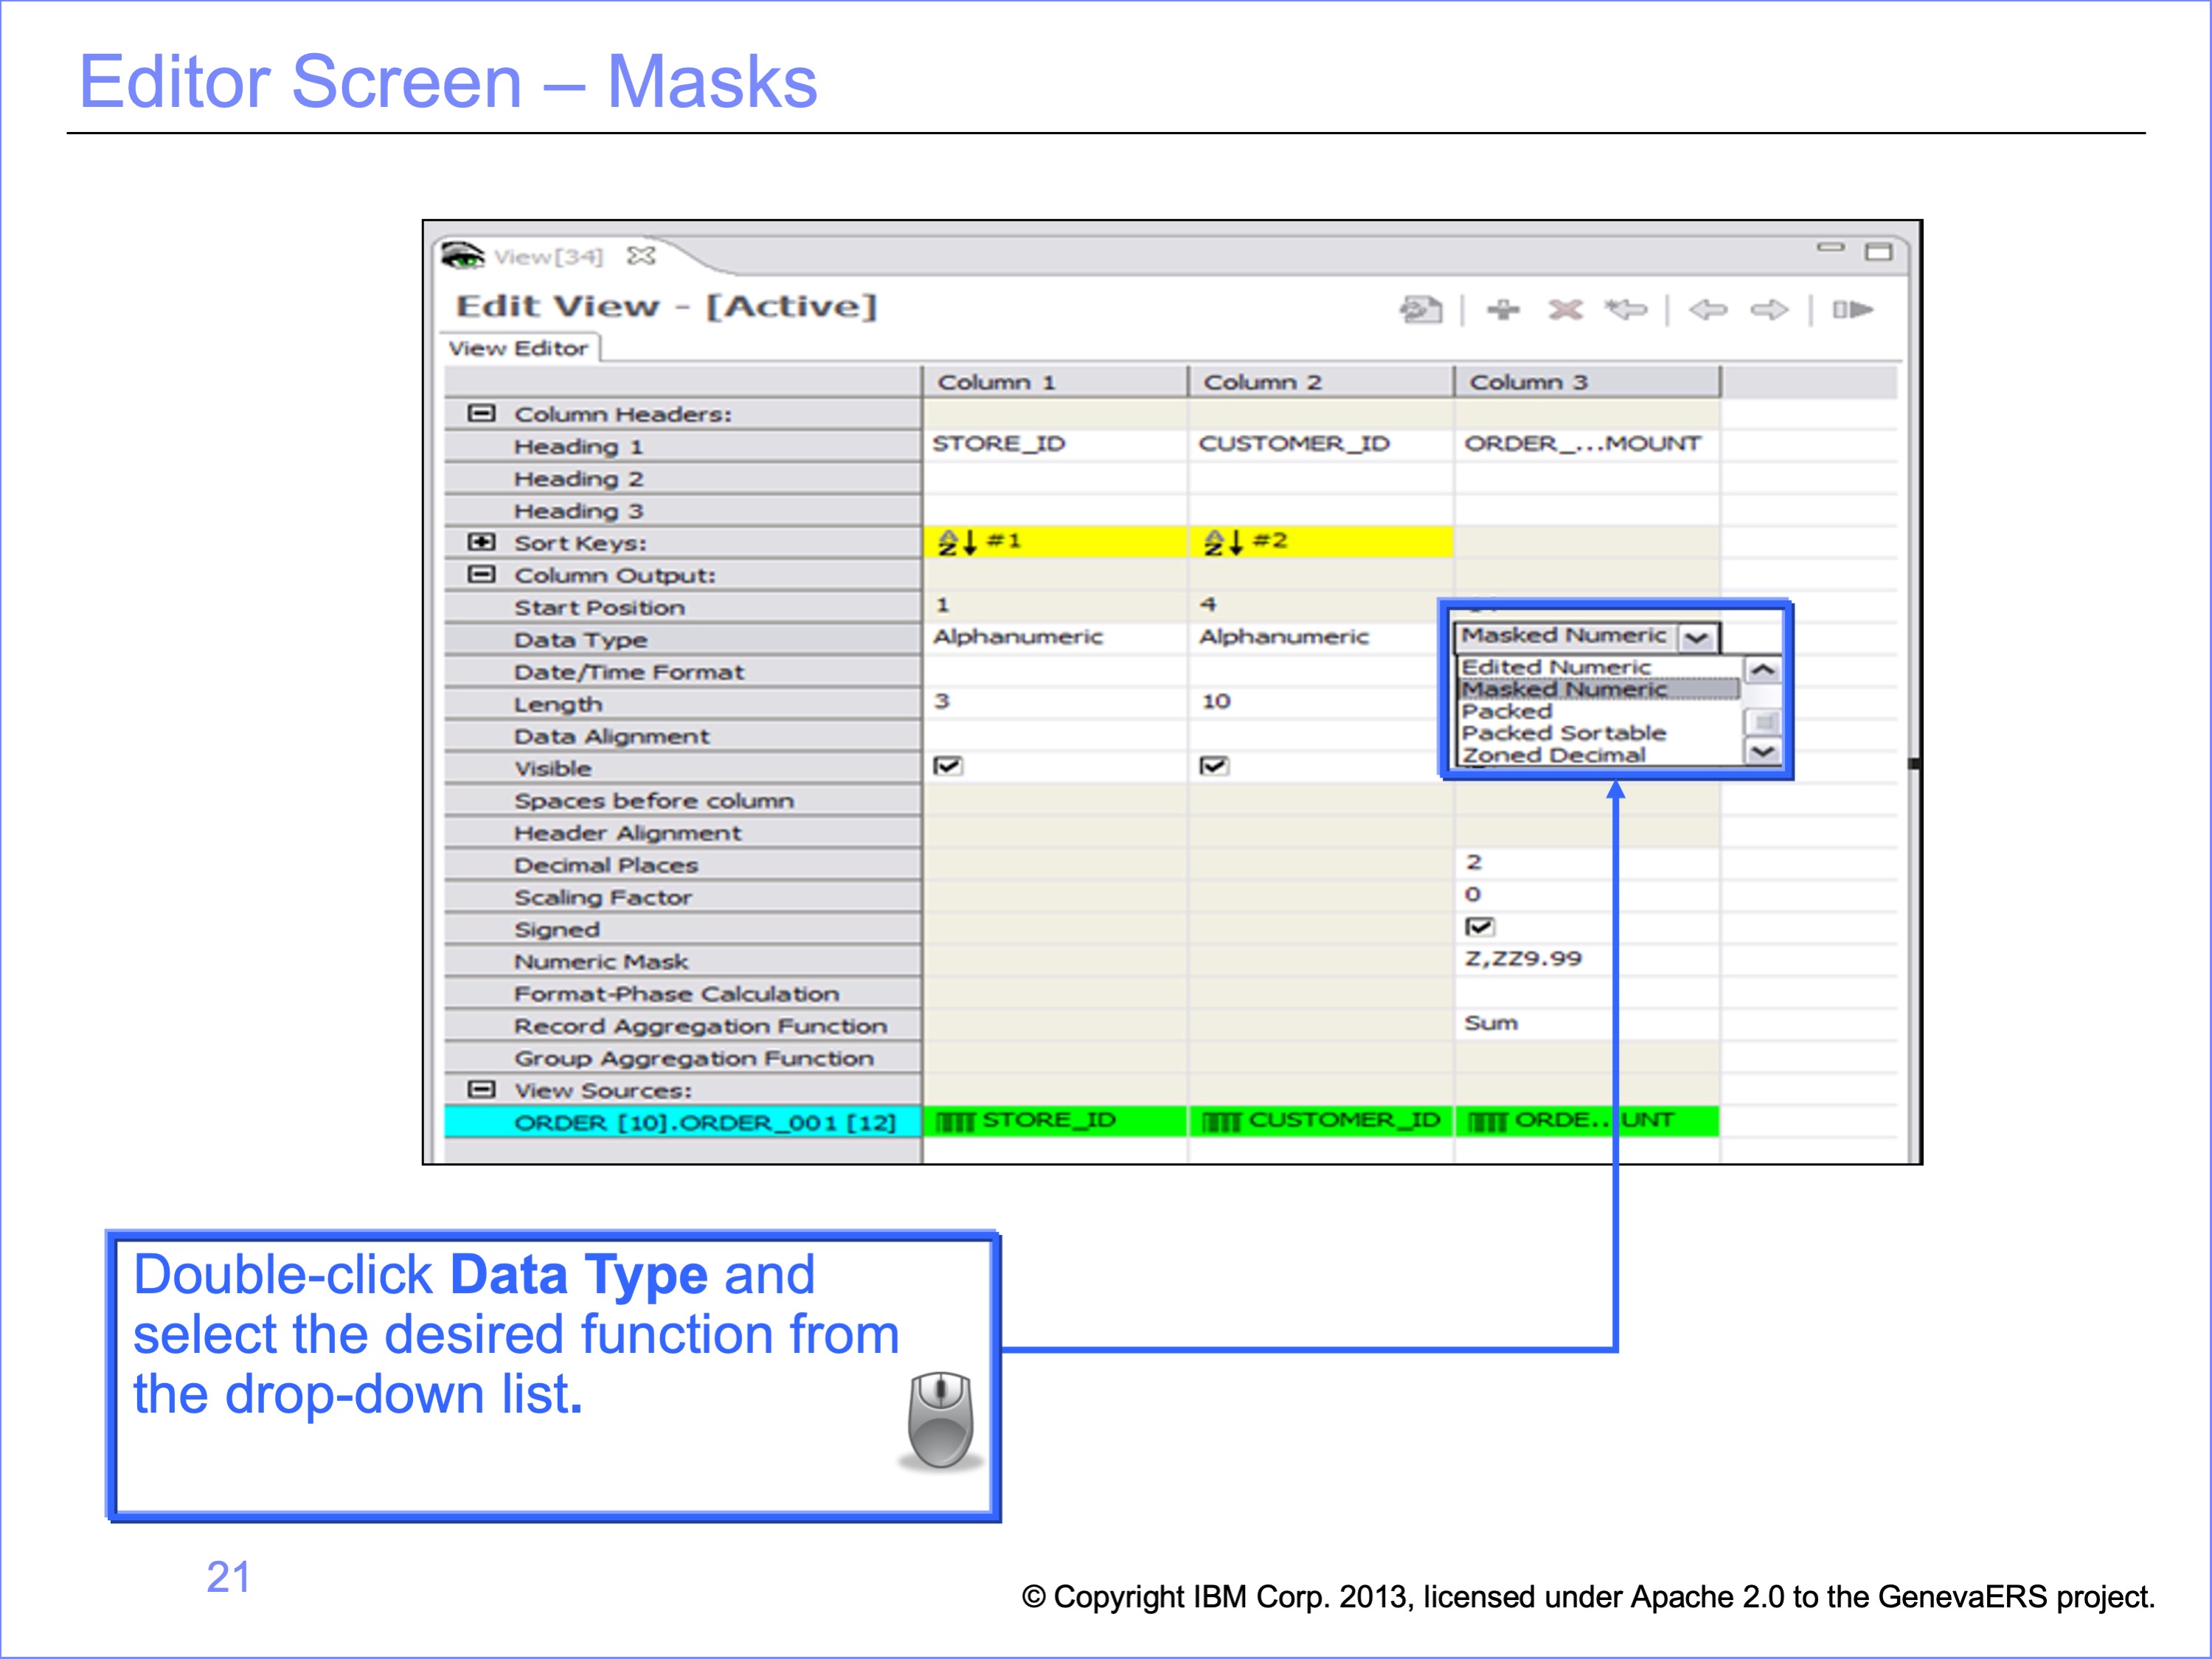 Editor Screen – Masks
View[34]
Edit View - [Active]
View Editor
Column 1 Column 2 Column 3
Column Headers:
Heading 1 STORE_ID CUSTOMER_ID ORDER_...MOUNT
Heading 2
Heading 3
Sort Keys: #1 #2
Column Output:
Start Position 1 4
Data Type Alphanumeric Alphanumeric Masked Numeric
Date/Time Format Edited Numeric
Masked Numeric
Length 3 10 Packed
Data Alignment Packed Sortable
Visible Zoned Decimal
Spaces before column
Header Alignment
Decimal Places 2
Scaling Factor 0
Signed
Numeric Mask Z,ZZ9.99
Format-Phase Calculation
Record Aggregation Function Sum
Group Aggregation Function
View Sources:
ORDER [10].ORDER_001 [12] STORE_ID CUSTOMER_ID ORDE...UNT
Double-click Data Type and
select the desired function from
the drop-down list.
21
© Copyright IBM Corp. 2013, licensed under Apache 2.0 to the GenevaERS project.